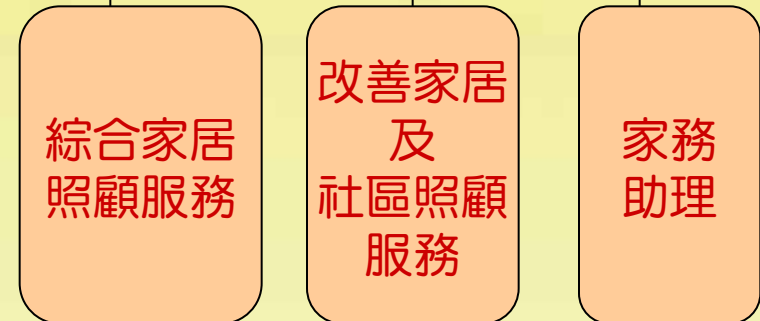 綜合家居
照顧服務
改善家居
及
社區照顧
服務
家務
助理